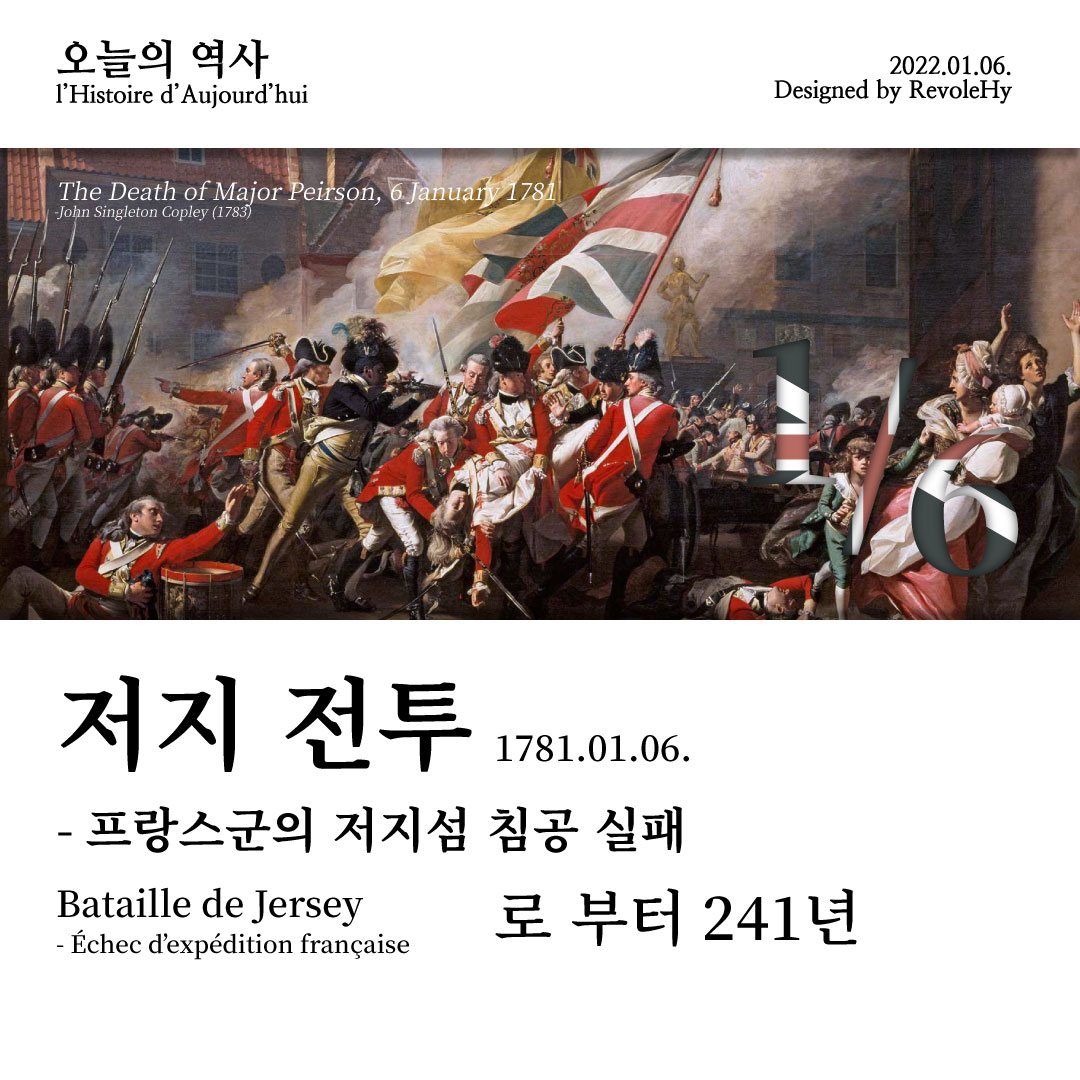 오늘의 역사
l’Histoire d’Aujourd’hui
2022.01.06.
Designed by RevoleHy
The Death of Major Peirson, 6 January 1781
-John Singleton Copley (1783)
1/6
저지 전투 1781.01.06.
- 프랑스군의 저지섬 침공 실패
Bataille de Jersey
- Échec d’expédition française
로 부터 241년